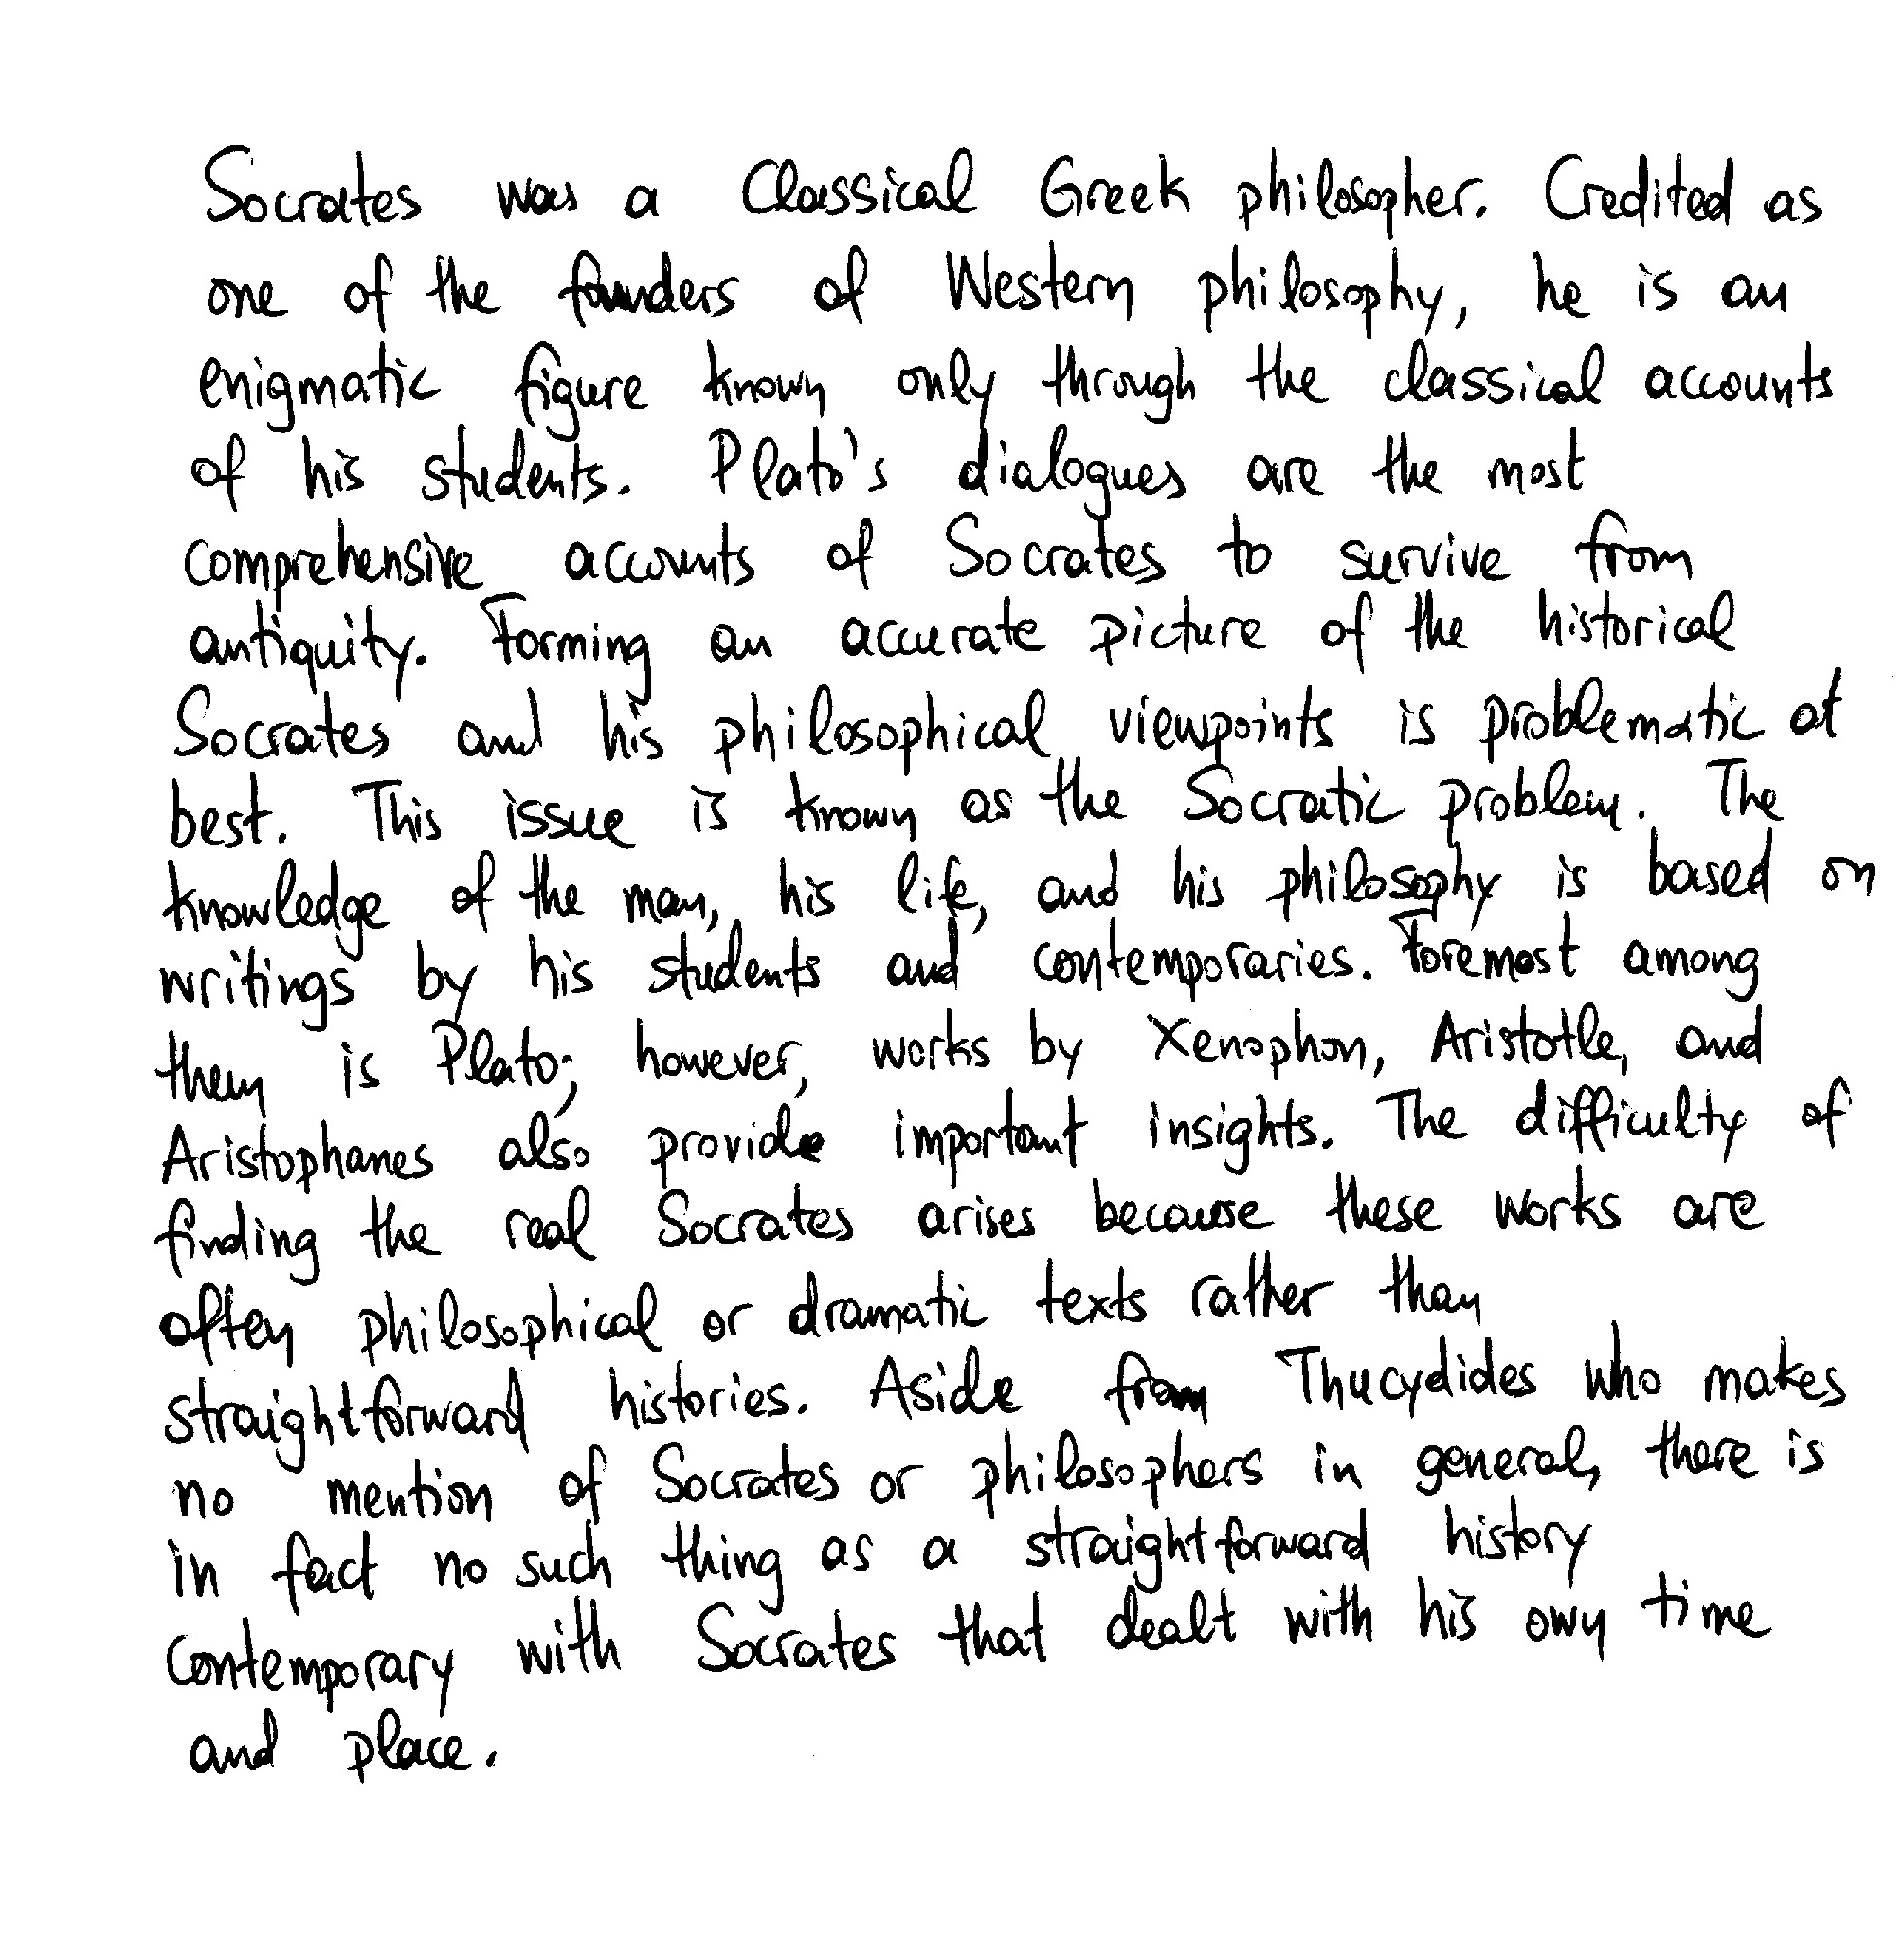 Socrates was a Classical Greek philosopher. Credited as
one of the founders of Western philosophy, he is an
enigmatic figure known only through the classical accounts
of his students. Plato's dialogues are the most
comprehensive accounts of Socrates to survive from
antiquity. Forming an accurate picture of the historical
Socrates and his philosophical viewpoints is problematic at
best. This issue is known as the Socratic problem. The
knowledge of the man, his life, and his philosophy is based on
writings by his students and contemporaries. Foremost among
them is Plato; however, works by Xenophon, Aristotle, and
Aristophanes also provide important insights. The difficulty of
finding the real Socrates arises because these works are
often philosophical or dramatic texts rather than
straightforward histories. Aside from Thucydides who makes
no mention of Socrates or philosophers in general, there is
in fact no such thing as a straightforward history
contemporary with Socrates that dealt with his own time
and place.